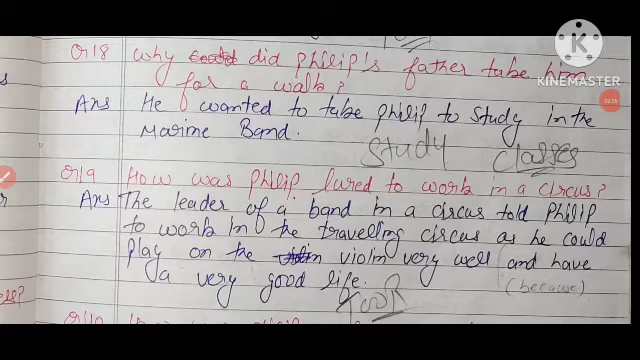 K
KINEMASTER
02:06
Q18 Why could did Philip's father take him
for a walk?
Ans He wanted to take Philip to study in the
Marine Band.
Study Classes
Q19 How was Philip lured to work in a circus?
Ans The leader of a band in a circus told Philip
to work in the travelling circus as he could
play on the violin very well and have
a very good life.
(because)